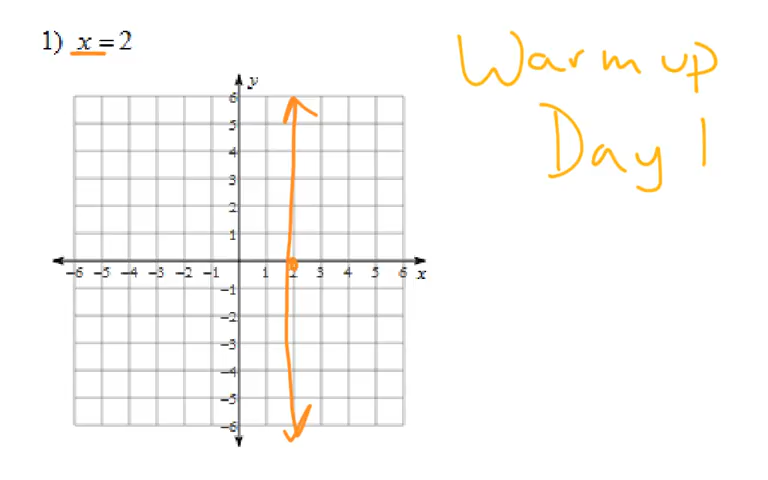 1) x = 2
Warm up
Day 1
y
6
5
4
3
2
1
-6 -5 -4 -3 -2 -1 1 2 3 4 5 6 x
-1
-2
-3
-4
-5
-6